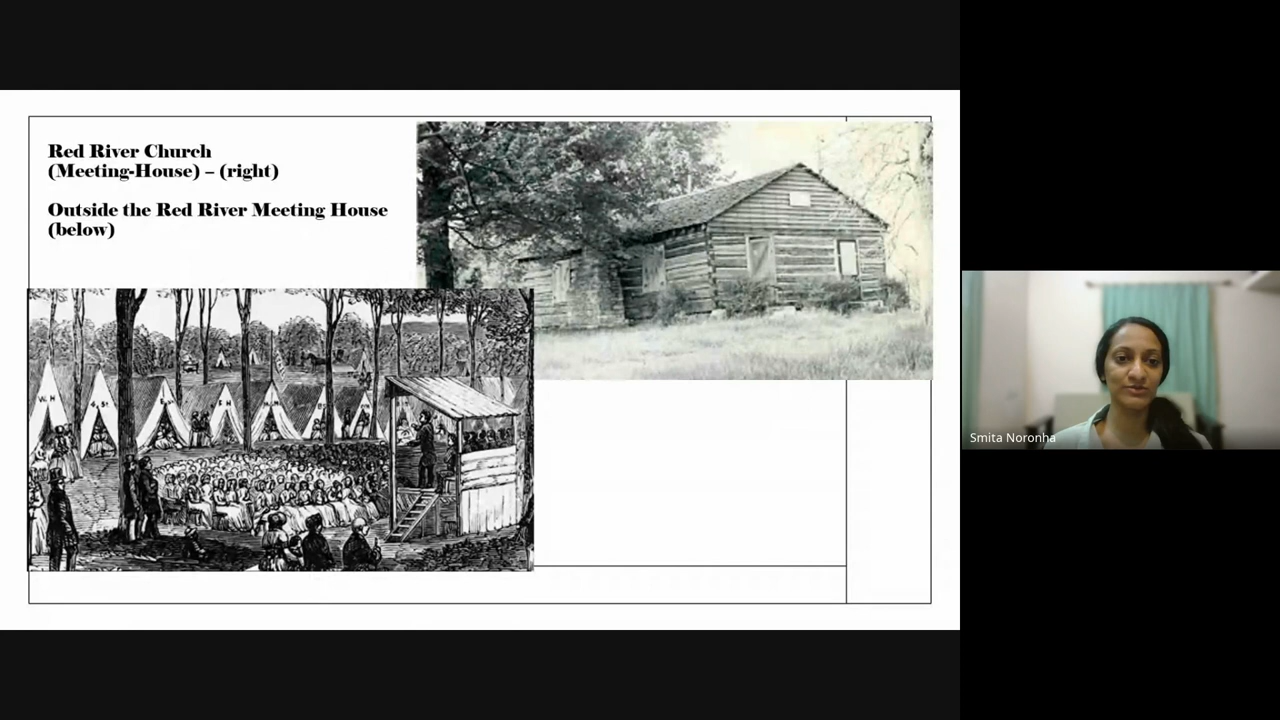 Red River Church
(Meeting-House) – (right)
Outside the Red River Meeting House
(below)
W. H
Smita Noronha